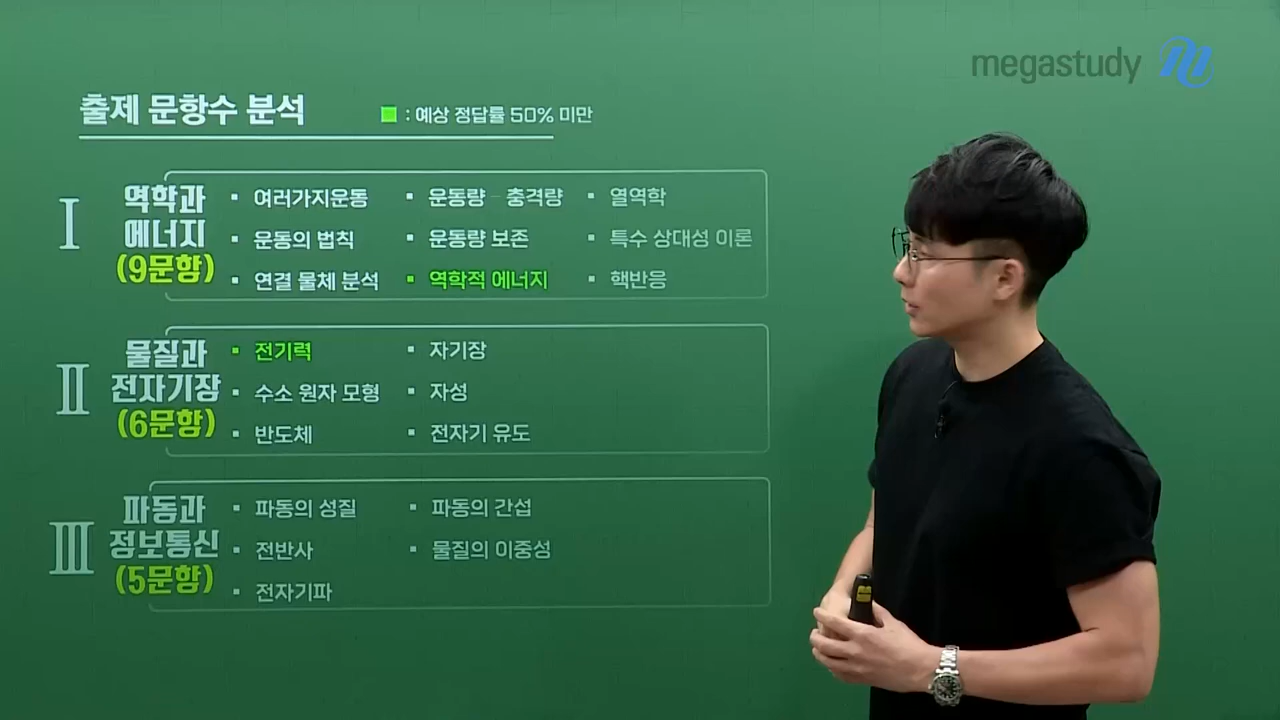 megastudy
출제 문항수 분석
: 예상 정답률 50% 미만
I
역학과
에너지
(9문항)
여러가지운동
운동의 법칙
연결 물체 분석
운동량 - 충격량
운동량 보존
역학적 에너지
열역학
특수 상대성 이론
핵반응
II
물질과
전자기장
(6문항)
전기력
수소 원자 모형
반도체
자기장
자성
전자기 유도
III
파동과
정보통신
(5문항)
파동의 성질
전반사
전자기파
파동의 간섭
물질의 이중성